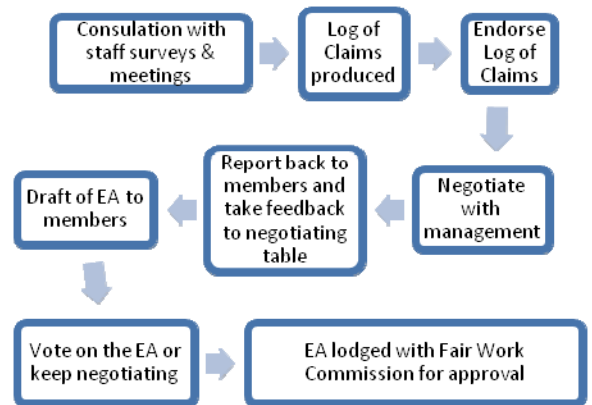 Consulation with
staff surveys &
meetings
Log of
Claims
produced
Endorse
Log of
Claims
Negotiate
with
management
Report back to
members and
take feedback
to negotiating
table
Draft of EA to
members
Vote on the EA or
keep negotiating
EA lodged with Fair Work
Commission for approval